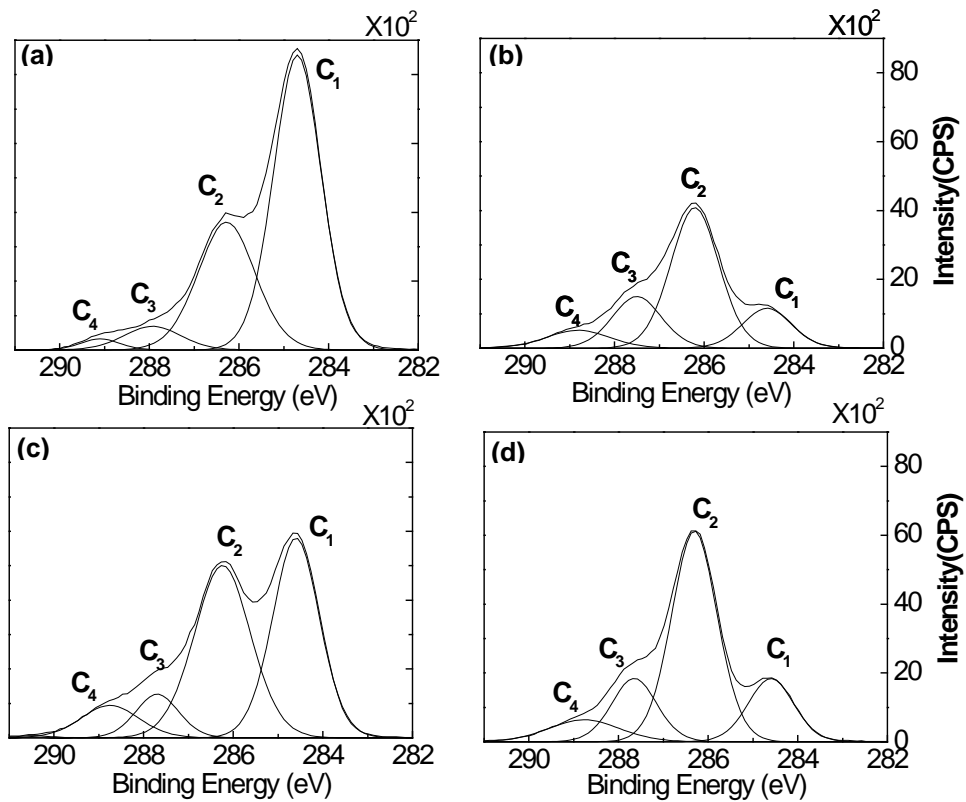 X10²
(a)
C₁
C₂
C₃
C₄
290 288 286 284 282
Binding Energy (eV)
X10²
(b)
80
60
40
20
0
Intensity(CPS)
C₂
C₃
C₄
C₁
290 288 286 284 282
Binding Energy (eV)
X10²
(c)
C₂
C₁
C₃
C₄
290 288 286 284 282
Binding Energy (eV)
X10²
(d)
80
60
40
20
0
Intensity(CPS)
C₂
C₃
C₁
C₄
290 288 286 284 282
Binding Energy (eV)